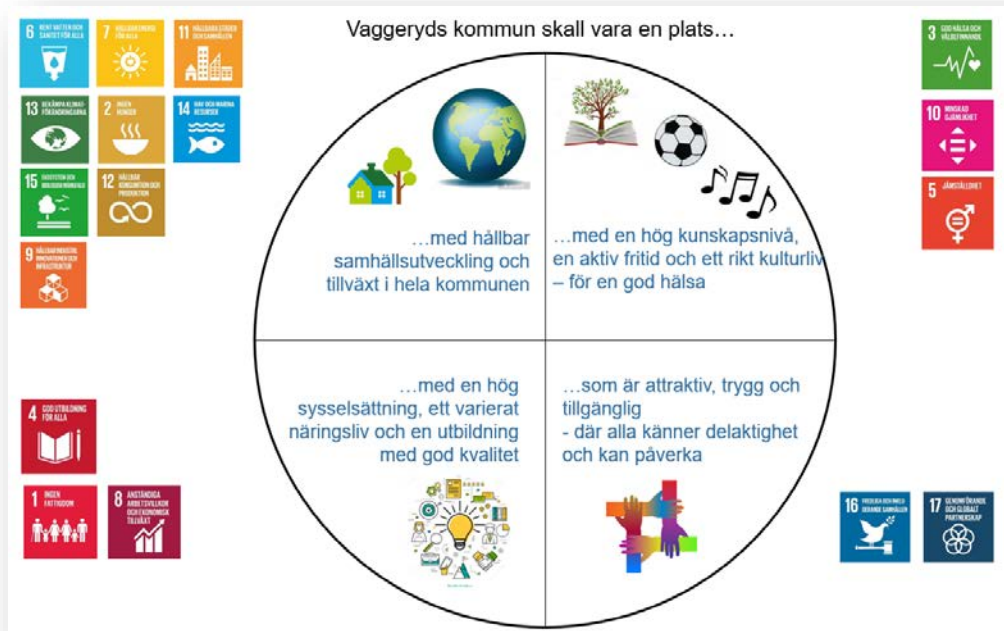 Vaggeryds kommun skall vara en plats…
6 RENT VATTEN OCH
SANITET FÖR ALLA
7 HÅLLBAR ENERGI
FÖR ALLA
11 HÅLLBARA STÄDER
OCH SAMHÄLLEN
13 BEKÄMPA KLIMAT-
FÖRÄNDRINGARNA
2 INGEN
HUNGER
14 HAV OCH MARINA
RESURSER
15 EKOSYSTEM OCH
BIOLOGISK MÅNGFALD
12 HÅLLBAR
KONSUMTION OCH
PRODUKTION
9 HÅLLBAR INDUSTRI,
INNOVATIONER OCH
INFRASTRUKTUR
…med hållbar
samhällsutveckling och
tillväxt i hela kommunen
…med en hög kunskapsnivå,
en aktiv fritid och ett rikt kulturliv
– för en god hälsa
3 GOD HÄLSA OCH
VÄLBEFINNANDE
10 MINSKAD
OJÄMLIKHET
5 JÄMSTÄLLDHET
4 GOD UTBILDNING
FÖR ALLA
1 INGEN
FATTIGDOM
8 ANSTÄNDIGA
ARBETSVILLKOR
OCH EKONOMISK
TILLVÄXT
…med en hög
sysselsättning, ett varierat
näringsliv och en utbildning
med god kvalitet
…som är attraktiv, trygg och
tillgänglig
- där alla känner delaktighet
och kan påverka
16 FREDLIGA OCH INKLU-
DERANDE SAMHÄLLEN
17 GENOMFÖRANDE
OCH GLOBALT
PARTNERSKAP